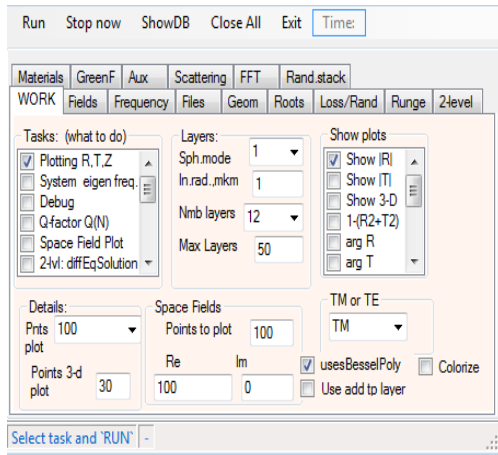 Run Stop now ShowDB Close All Exit Time:
Materials GreenF Aux Scattering FFT Rand.stack
WORK Fields Frequency Files Geom Roots Loss/Rand Runge 2-level
Tasks: (what to do)
Plotting R,T,Z
System eigen freq.
Debug
Q-factor Q(N)
Space Field Plot
2-lvl: diffEqSolution
Layers:
Sph.mode 1
In.rad.,mkm 1
Nmb layers 12
Max Layers 50
Show plots
Show |R|
Show |T|
Show 3-D
1-(R2+T2)
arg R
arg T
Details:
Pnts plot 100
Points 3-d plot 30
Space Fields
Points to plot 100
Re Im
100 0
TM or TE
TM
usesBesselPoly Colorize
Use add tp layer
Select task and `RUN` -